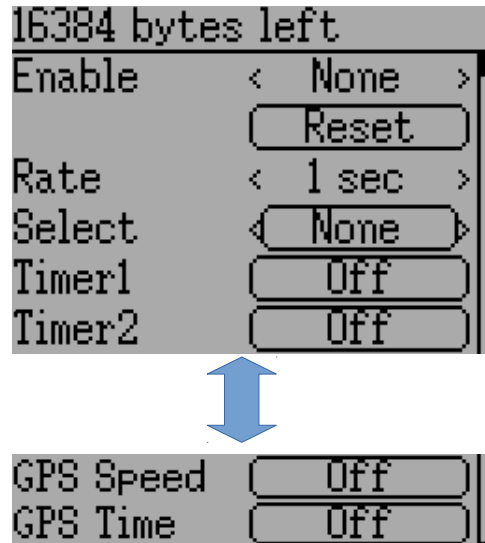 16384 bytes left
Enable < None >
Reset
Rate < 1 sec >
Select None
Timer1 Off
Timer2 Off
GPS Speed Off
GPS Time Off